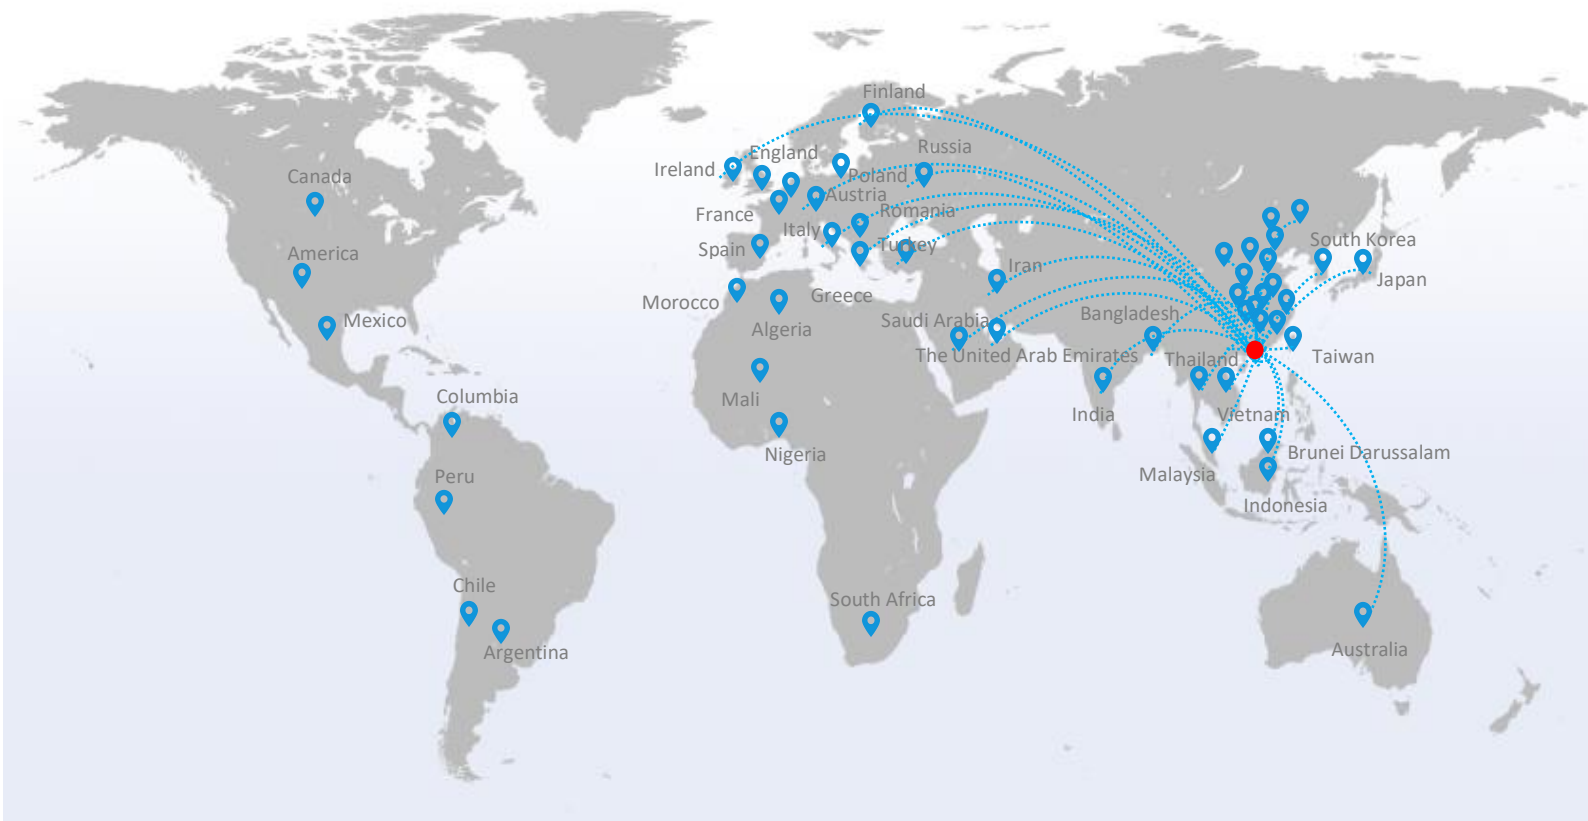 Finland
Russia
England
Ireland
Poland
Canada
Austria
France
Romania
Italy
South Korea
Turkey
Spain
America
Iran
Japan
Greece
Morocco
Bangladesh
Saudi Arabia
Mexico
Algeria
The United Arab Emirates
Thailand
Taiwan
Columbia
Mali
India
Vietnam
Nigeria
Brunei Darussalam
Peru
Malaysia
Indonesia
Chile
South Africa
Argentina
Australia